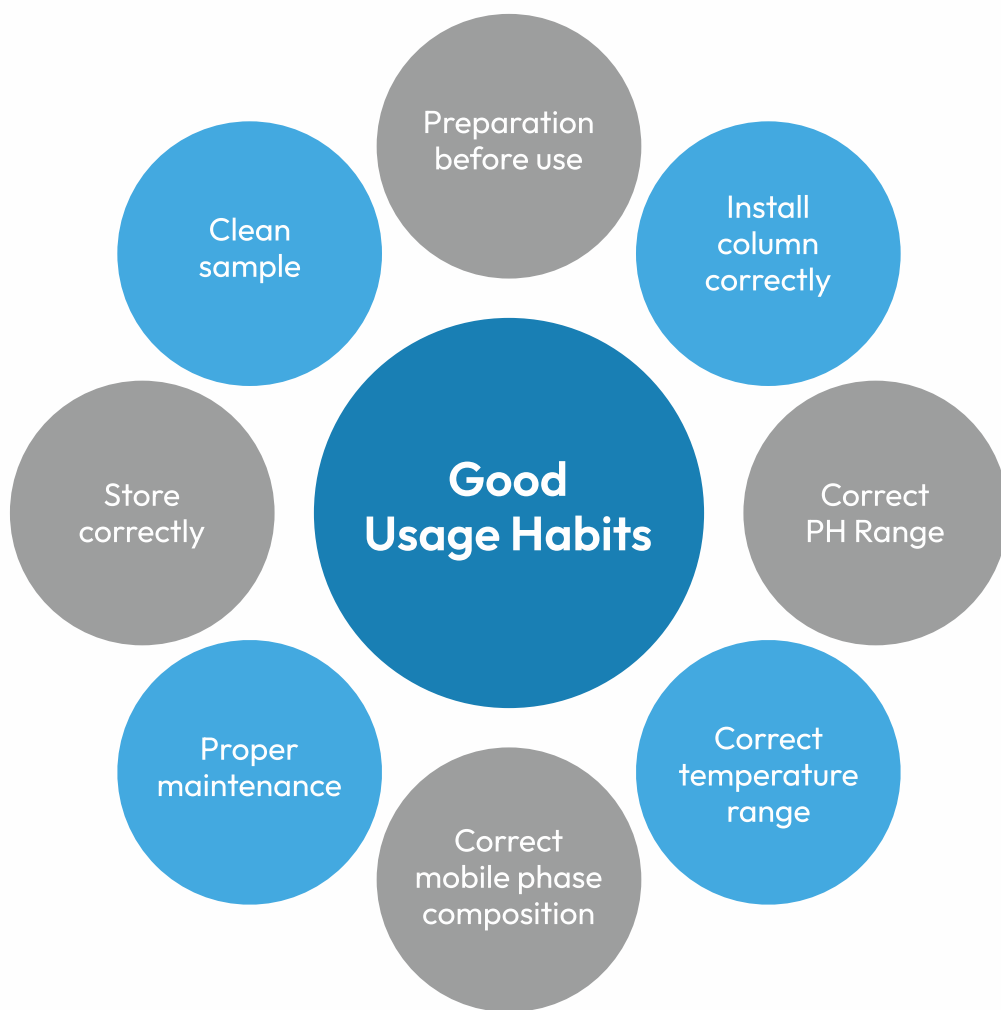 Preparation
before use
Install
column
correctly
Correct
PH Range
Correct
temperature
range
Correct
mobile phase
composition
Proper
maintenance
Store
correctly
Clean
sample
Good
Usage Habits